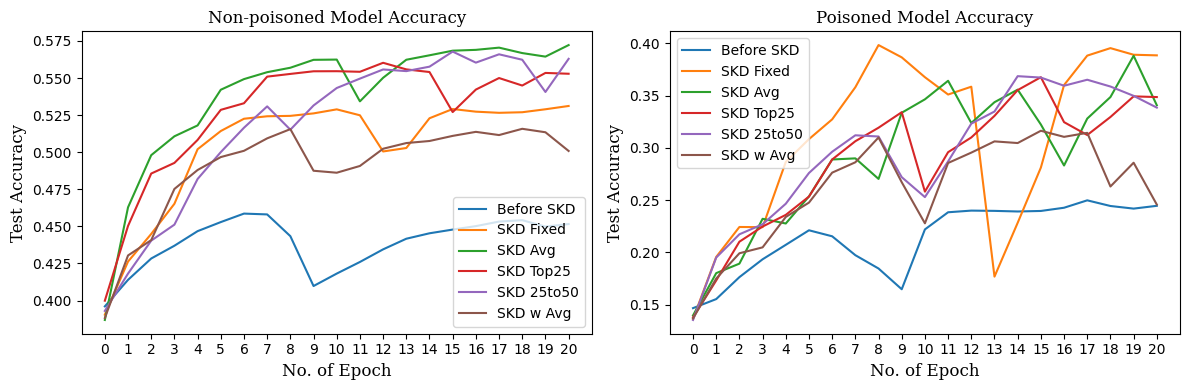 Non-poisoned Model Accuracy
Test Accuracy
0.575
0.550
0.525
0.500
0.475
0.450
0.425
0.400
Before SKD
SKD Fixed
SKD Avg
SKD Top25
SKD 25to50
SKD w Avg
0 1 2 3 4 5 6 7 8 9 10 11 12 13 14 15 16 17 18 19 20
No. of Epoch
Poisoned Model Accuracy
Test Accuracy
0.40
0.35
0.30
0.25
0.20
0.15
Before SKD
SKD Fixed
SKD Avg
SKD Top25
SKD 25to50
SKD w Avg
0 1 2 3 4 5 6 7 8 9 10 11 12 13 14 15 16 17 18 19 20
No. of Epoch